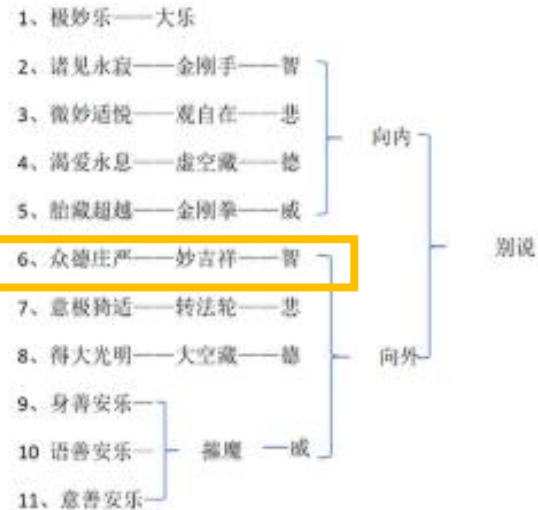 1、极妙乐——大乐
2、诸见永寂——金刚手——智
3、微妙适悦——观自在——悲
向内
4、渴爱永息——虚空藏——德
5、胎藏超越——金刚拳——威
6、众德庄严——妙吉祥——智
别说
7、意极猗适——转法轮——悲
8、得大光明——大空藏——德
向外
9、身善安乐—
10 语善安乐— 摧魔 —威
11、意善安乐—